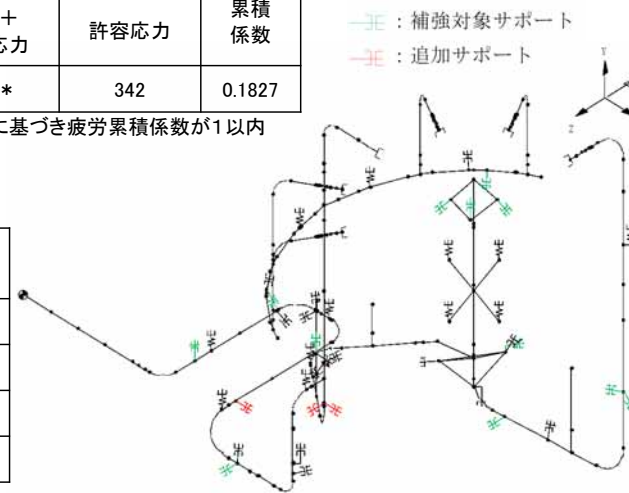 ＋
応力
許容応力
累積
係数
*
342
0.1827
に基づき疲労累積係数が１以内
：補強対象サポート
：追加サポート
Y
Z